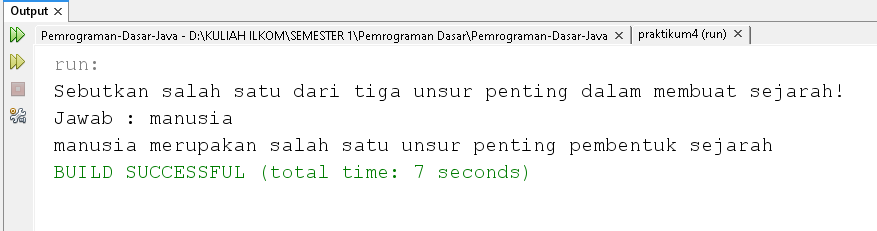 Output ×
Pemrograman-Dasar-Java - D:\KULIAH ILKOM\SEMESTER 1\Pemrograman Dasar\Pemrograman-Dasar-Java × praktikum4 (run) ×
run:
Sebutkan salah satu dari tiga unsur penting dalam membuat sejarah!
Jawab : manusia
manusia merupakan salah satu unsur penting pembentuk sejarah
BUILD SUCCESSFUL (total time: 7 seconds)